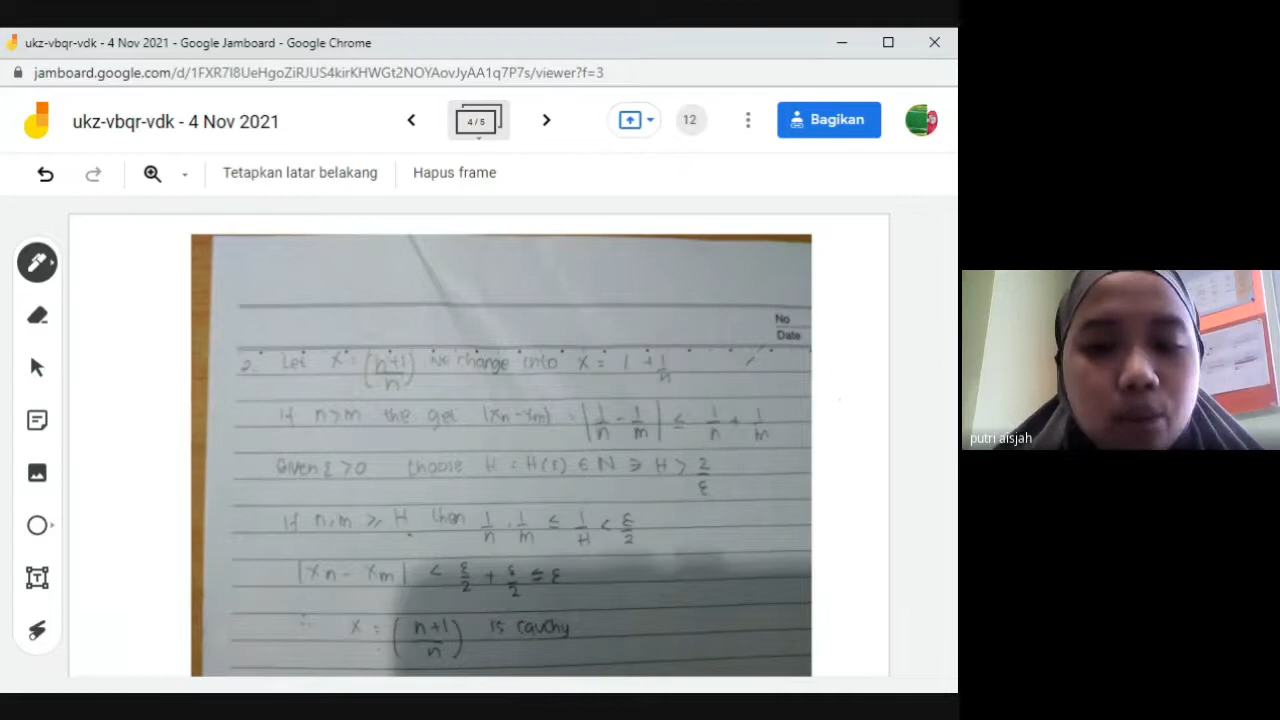 ukz-vbqr-vdk - 4 Nov 2021 - Google Jamboard - Google Chrome
jamboard.google.com/d/1FXR7I8UeHgoZiRJUS4kirKHWGt2NOYAovJyAA1q7P7s/viewer?f=3
ukz-vbqr-vdk - 4 Nov 2021
4 / 5
12
Bagikan
Tetapkan latar belakang
Hapus frame
No
Date
2. Let X = (n+1/n) we change into X = 1 + 1/n
If n>m the get |xn-xm| = |1/n - 1/m| ≤ 1/n + 1/m
Given ε>0 choose H = H(ε) ∈ N ∋ H > 2/ε
If n,m ≥ H then 1/n , 1/m ≤ 1/H < ε/2
|xn - xm| < ε/2 + ε/2 ≤ ε
∴ X = (n+1/n) is cauchy
putri aisjah